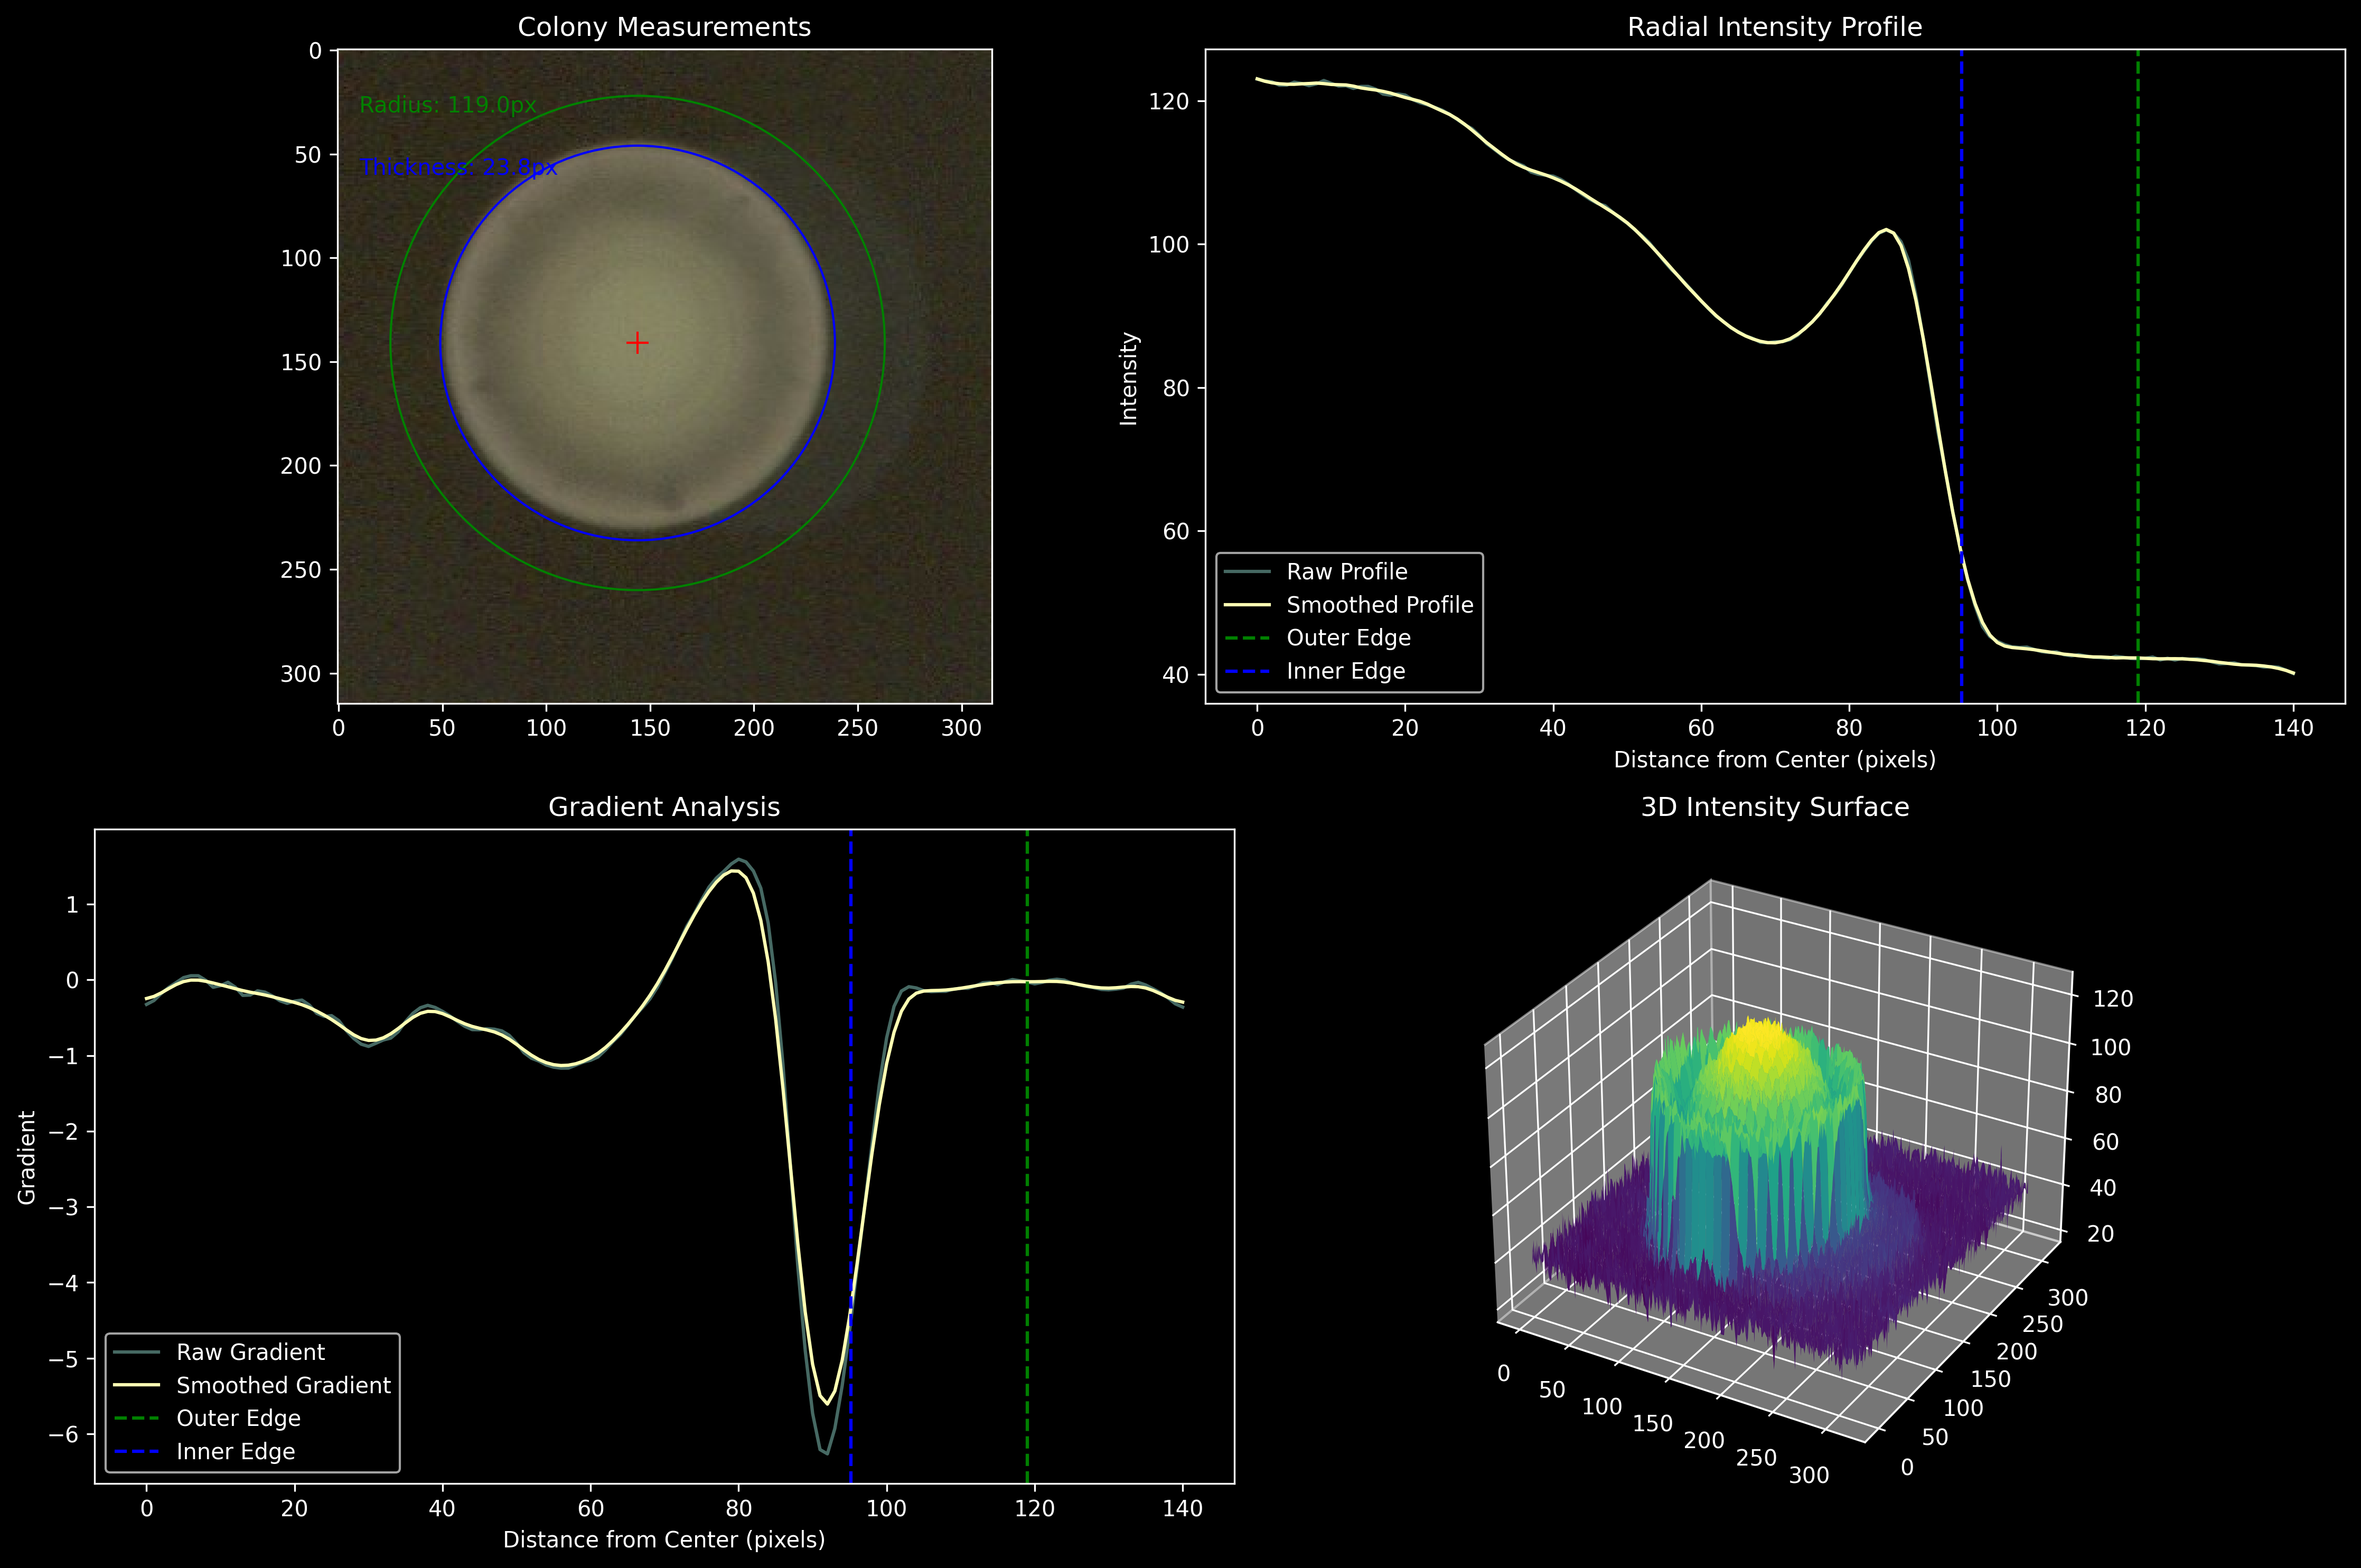 Colony Measurements
0
50
100
150
200
250
300
Radius: 119.0px
Thickness: 23.8px
0 50 100 150 200 250 300
Radial Intensity Profile
Intensity
120
100
80
60
40
Raw Profile
Smoothed Profile
Outer Edge
Inner Edge
0 20 40 60 80 100 120 140
Distance from Center (pixels)
Gradient Analysis
Gradient
1
0
−1
−2
−3
−4
−5
−6
Raw Gradient
Smoothed Gradient
Outer Edge
Inner Edge
0 20 40 60 80 100 120 140
Distance from Center (pixels)
3D Intensity Surface
120
100
80
60
40
20
300
250
200
150
100
50
0
0 50 100 150 200 250 300